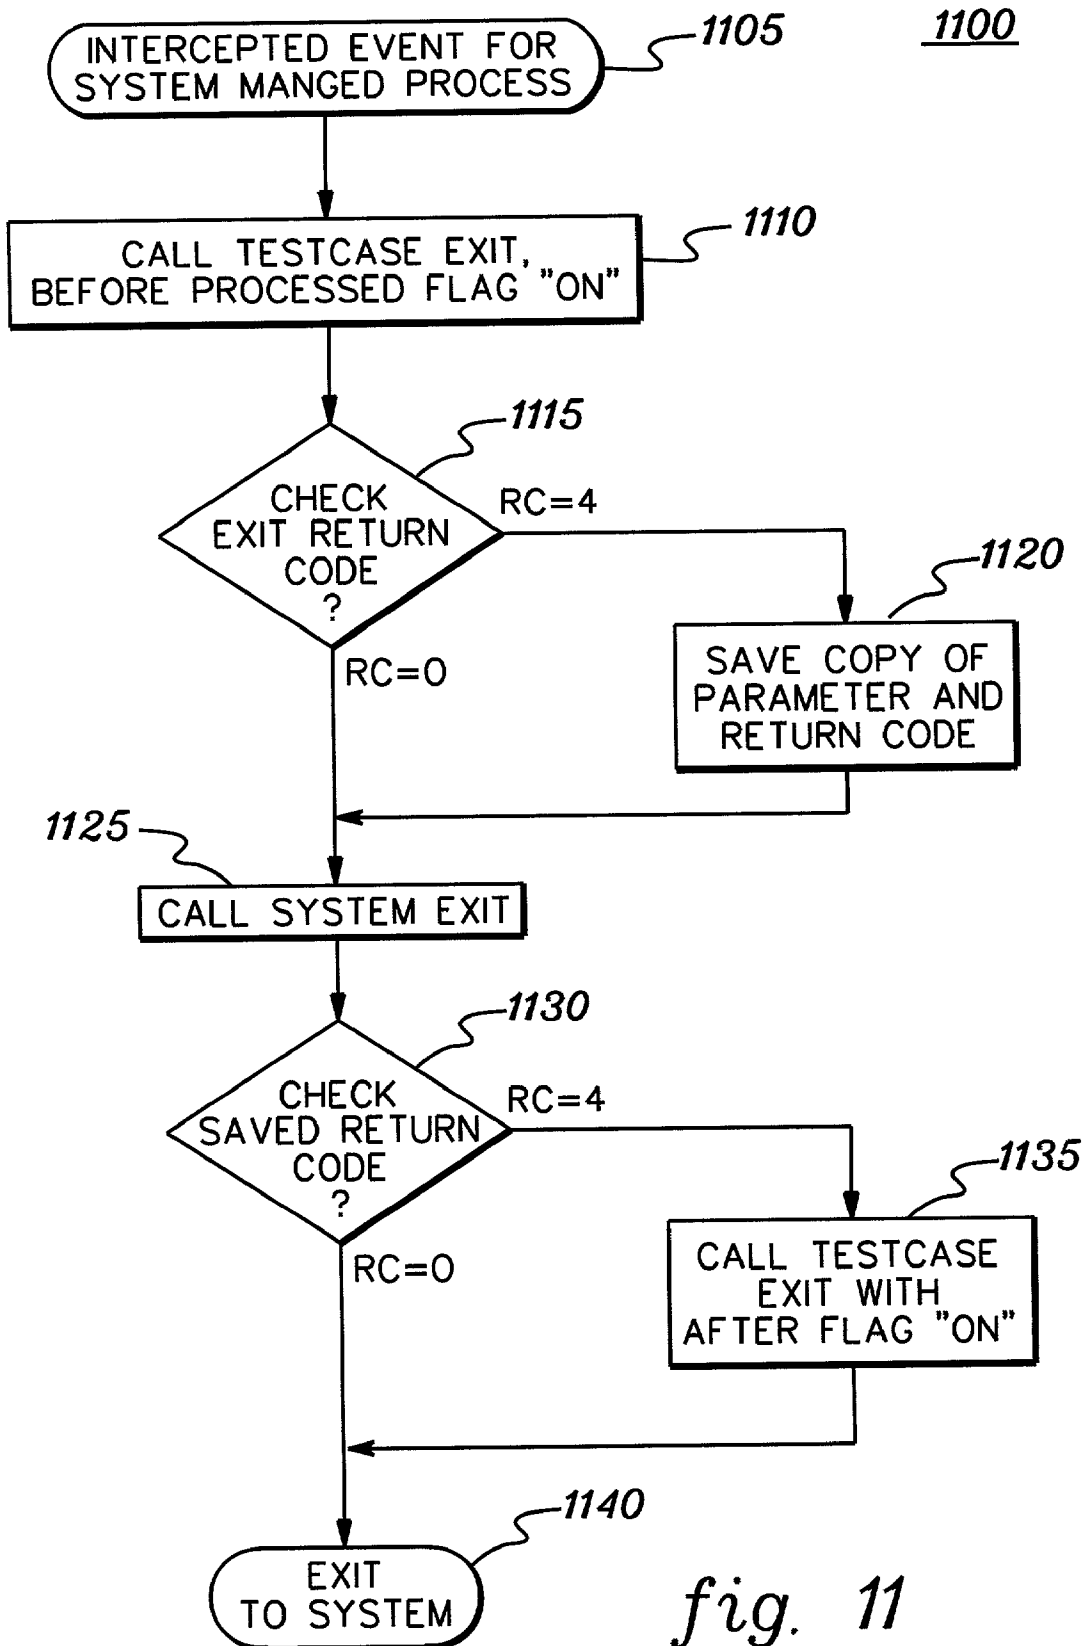 1100
INTERCEPTED EVENT FOR
SYSTEM MANGED PROCESS
1105
CALL TESTCASE EXIT,
BEFORE PROCESSED FLAG "ON"
1110
CHECK
EXIT RETURN
CODE
?
1115
RC=4
RC=0
1120
SAVE COPY OF
PARAMETER AND
RETURN CODE
1125
CALL SYSTEM EXIT
1130
CHECK
SAVED RETURN
CODE
?
RC=4
RC=0
1135
CALL TESTCASE
EXIT WITH
AFTER FLAG "ON"
1140
EXIT
TO SYSTEM
fig. 11